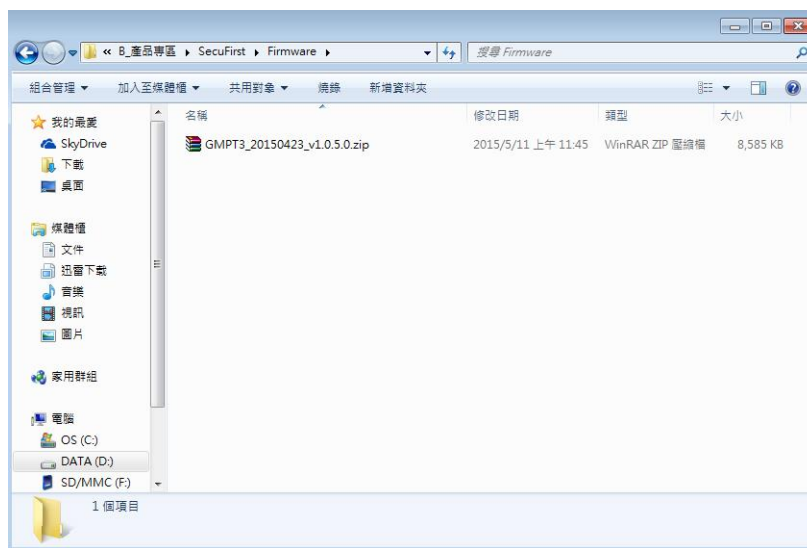 « B_產品專區 ▸ SecuFirst ▸ Firmware ▸
搜尋 Firmware
組合管理 ▾ 加入至媒體櫃 ▾ 共用對象 ▾ 燒錄 新增資料夾
名稱 修改日期 類型 大小
GMPT3_20150423_v1.0.5.0.zip 2015/5/11 上午 11:45 WinRAR ZIP 壓縮檔 8,585 KB
我的最愛
SkyDrive
下載
桌面
媒體櫃
文件
迅雷下載
音樂
視訊
圖片
家用群組
電腦
OS (C:)
DATA (D:)
SD/MMC (F:)
1 個項目